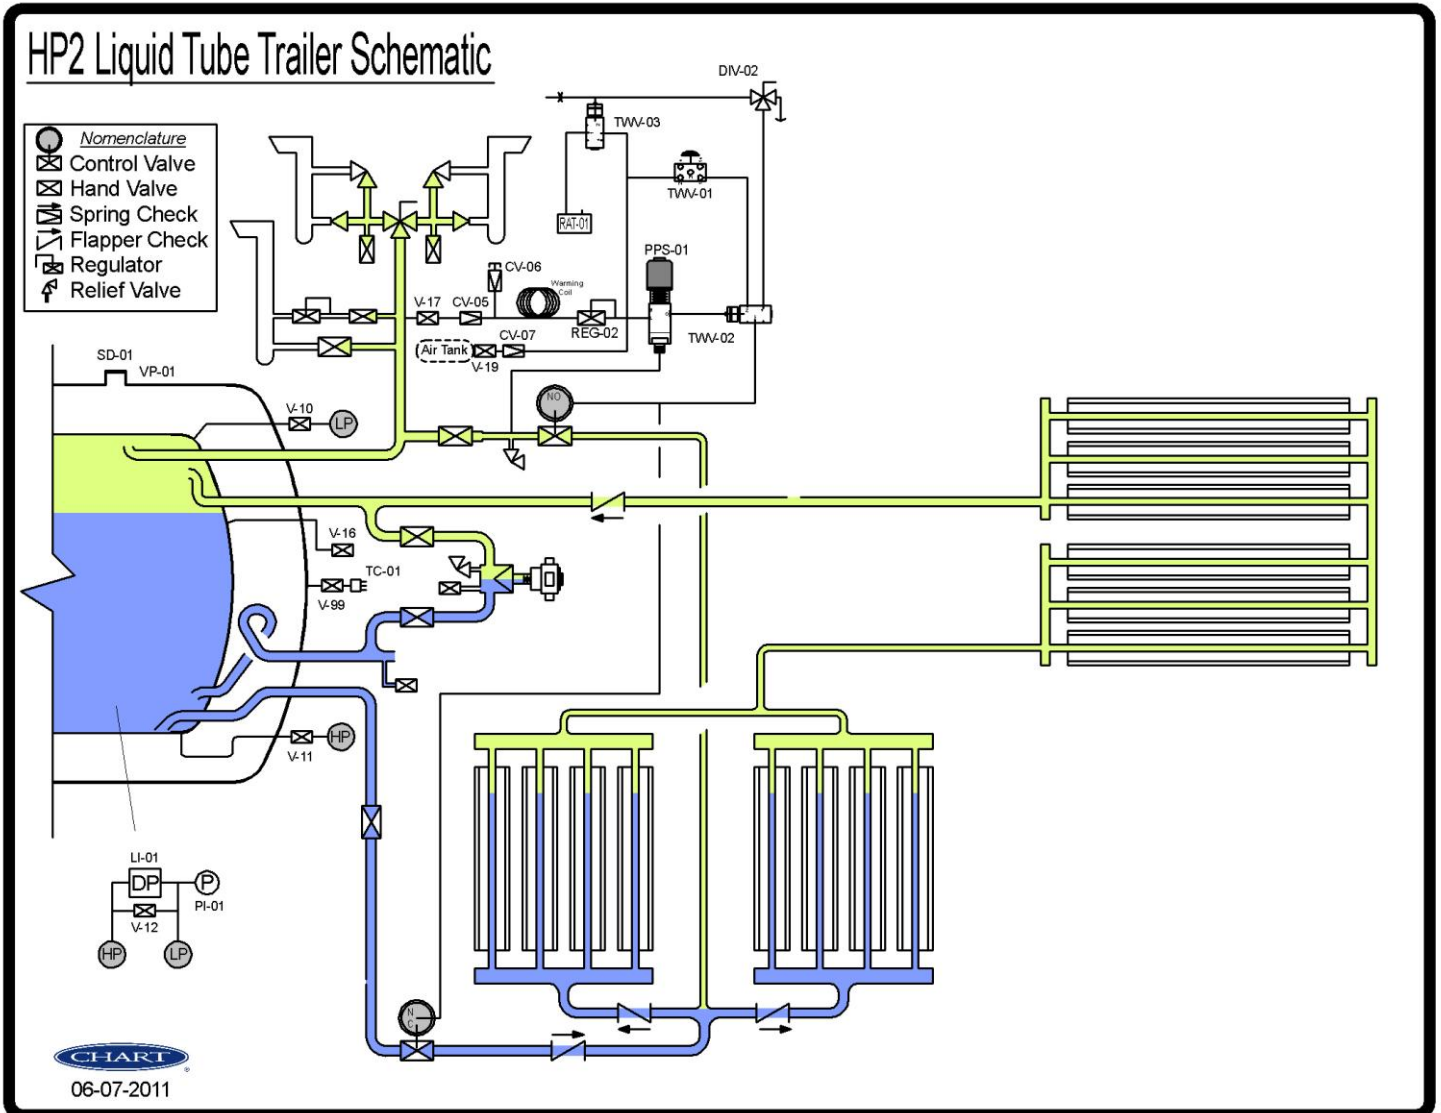 HP2 Liquid Tube Trailer Schematic
Nomenclature
Control Valve
Hand Valve
Spring Check
Flapper Check
Regulator
Relief Valve
DIV-02
TWV-03
TWV-01
RAT-01
PPS-01
CV-06
Warming
Coil
V-17
CV-05
REG-02
TWV-02
CV-07
Air Tank
V-19
SD-01
VP-01
V-10
LP
NO
V-16
TC-01
V-99
V-11
HP
LI-01
DP
P
PI-01
V-12
HP
LP
N
C
CHART
06-07-2011